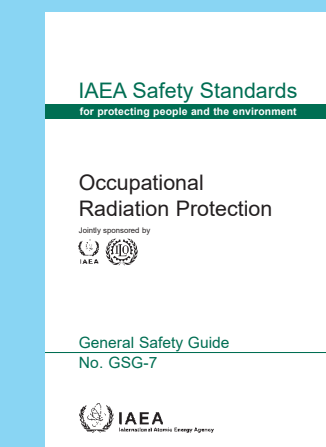 IAEA Safety Standards
for protecting people and the environment
Occupational
Radiation Protection
Jointly sponsored by
IAEA
ILO
General Safety Guide
No. GSG-7
IAEA
International Atomic Energy Agency